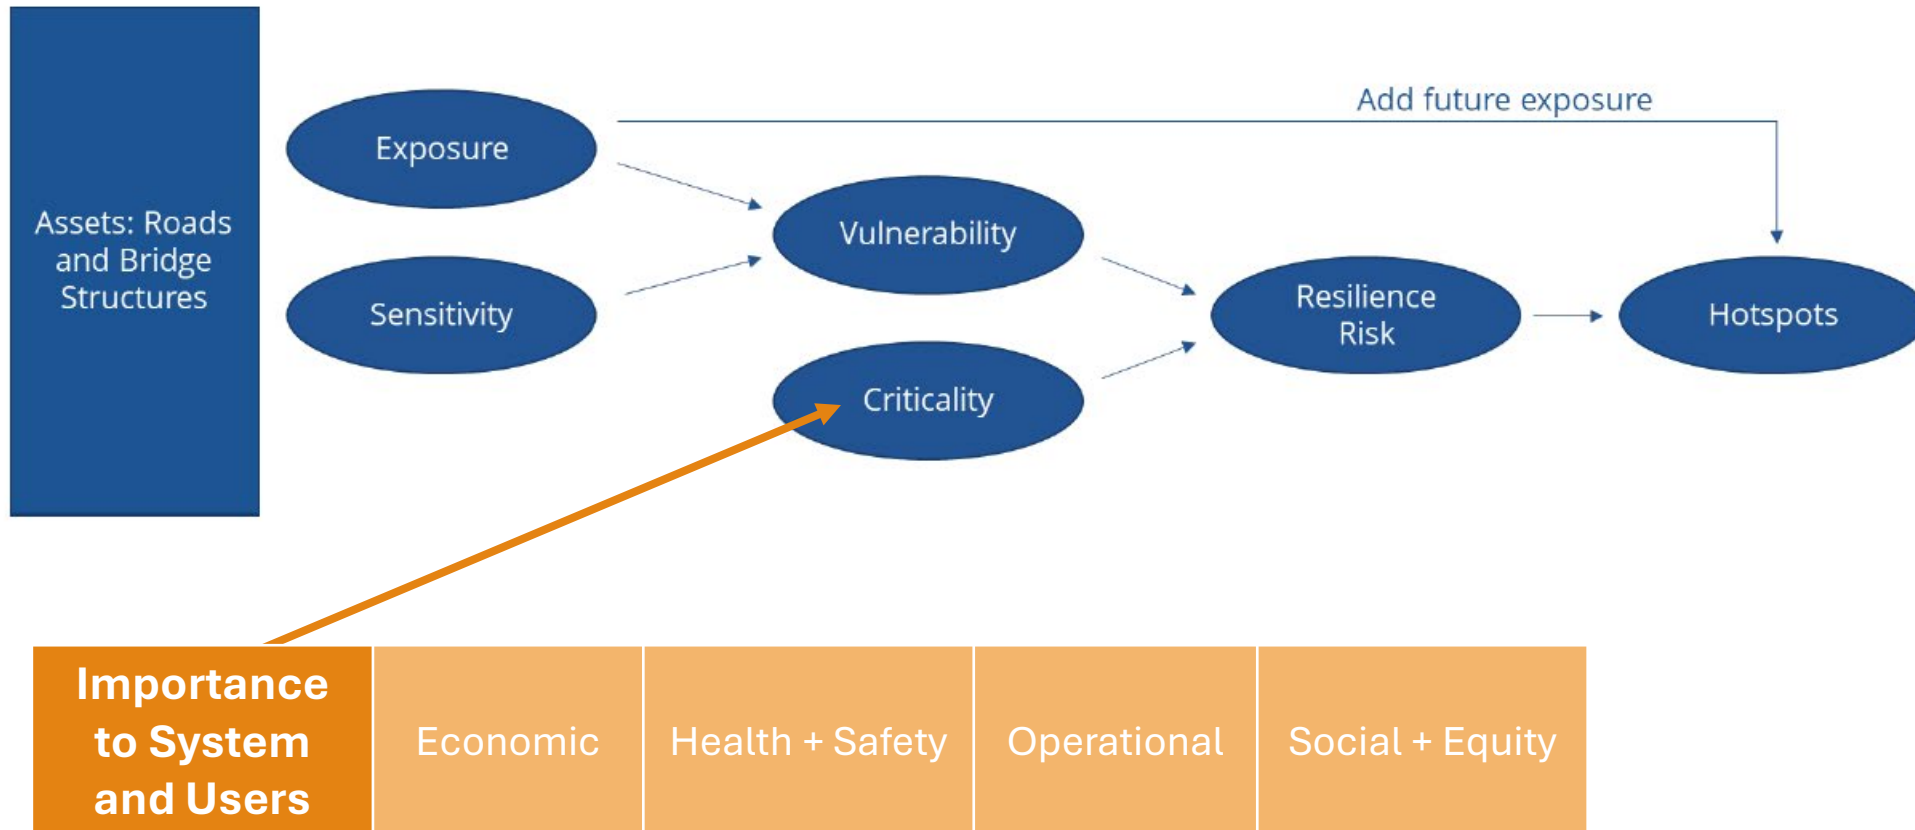 Assets: Roads
and Bridge
Structures
Exposure
Sensitivity
Vulnerability
Criticality
Resilience
Risk
Add future exposure
Hotspots
Importance
to System
and Users
Economic
Health + Safety
Operational
Social + Equity